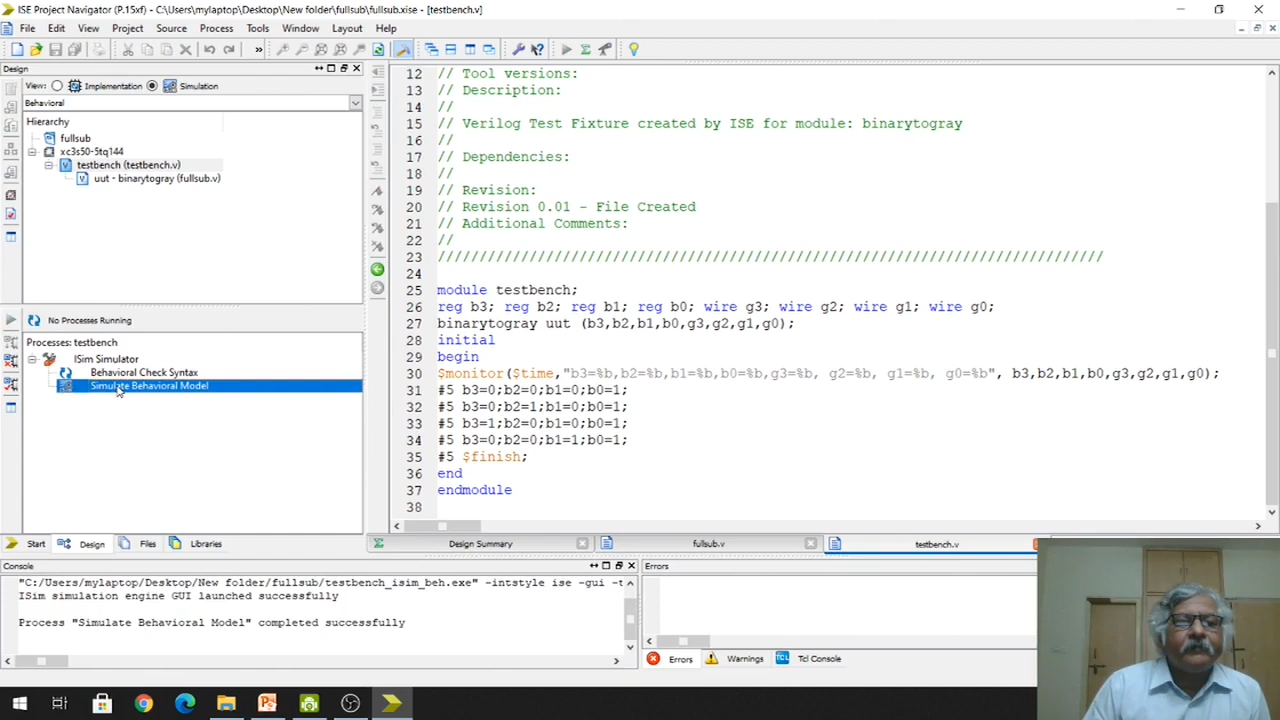 ISE Project Navigator (P.15xf) - C:\Users\mylaptop\Desktop\New folder\fullsub\fullsub.xise - [testbench.v]
File Edit View Project Source Process Tools Window Layout Help
Design
View: Implementation Simulation
Behavioral
Hierarchy
fullsub
xc3s50-5tq144
testbench (testbench.v)
uut - binarytogray (fullsub.v)
No Processes Running
Processes: testbench
ISim Simulator
Behavioral Check Syntax
Simulate Behavioral Model
Start Design Files Libraries
12 // Tool versions:
13 // Description:
14 //
15 // Verilog Test Fixture created by ISE for module: binarytogray
16 //
17 // Dependencies:
18 //
19 // Revision:
20 // Revision 0.01 - File Created
21 // Additional Comments:
22 //
23 ////////////////////////////////////////////////////////////////////////////////
24
25 module testbench;
26 reg b3; reg b2; reg b1; reg b0; wire g3; wire g2; wire g1; wire g0;
27 binarytogray uut (b3,b2,b1,b0,g3,g2,g1,g0);
28 initial
29 begin
30 $monitor($time,"b3=%b,b2=%b,b1=%b,b0=%b,g3=%b, g2=%b, g1=%b, g0=%b", b3,b2,b1,b0,g3,g2,g1,g0);
31 #5 b3=0;b2=0;b1=0;b0=1;
32 #5 b3=0;b2=1;b1=0;b0=1;
33 #5 b3=1;b2=0;b1=0;b0=1;
34 #5 b3=0;b2=0;b1=1;b0=1;
35 #5 $finish;
36 end
37 endmodule
38
Design Summary fullsub.v testbench.v
Console
"C:/Users/mylaptop/Desktop/New folder/fullsub/testbench_isim_beh.exe" -intstyle ise -gui -t
ISim simulation engine GUI launched successfully
Process "Simulate Behavioral Model" completed successfully
Errors
Errors Warnings TCL Tcl Console